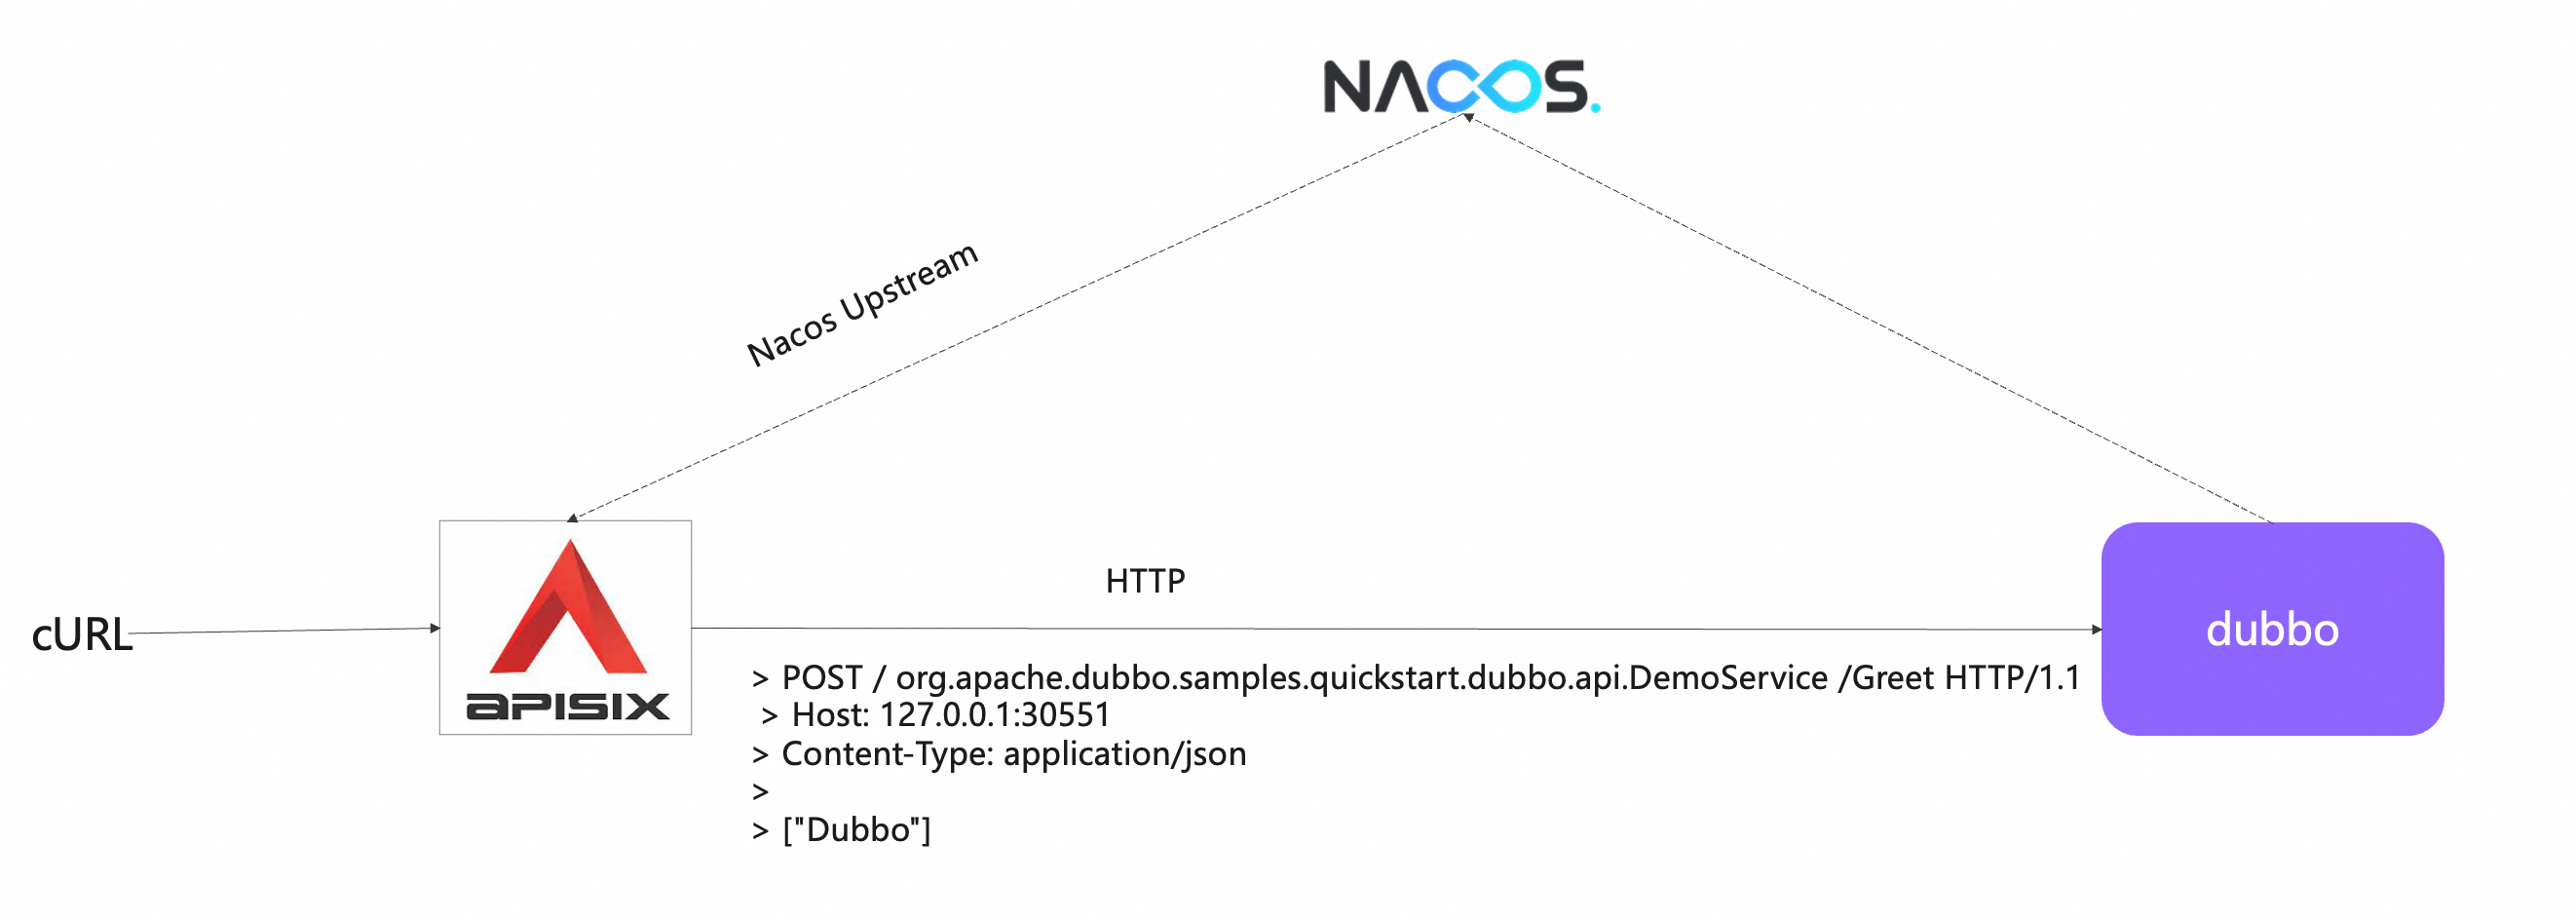 NACOS.
Nacos Upstream
HTTP
cURL
APISIX
dubbo
> POST / org.apache.dubbo.samples.quickstart.dubbo.api.DemoService /Greet HTTP/1.1
> Host: 127.0.0.1:30551
> Content-Type: application/json
>
> ["Dubbo"]